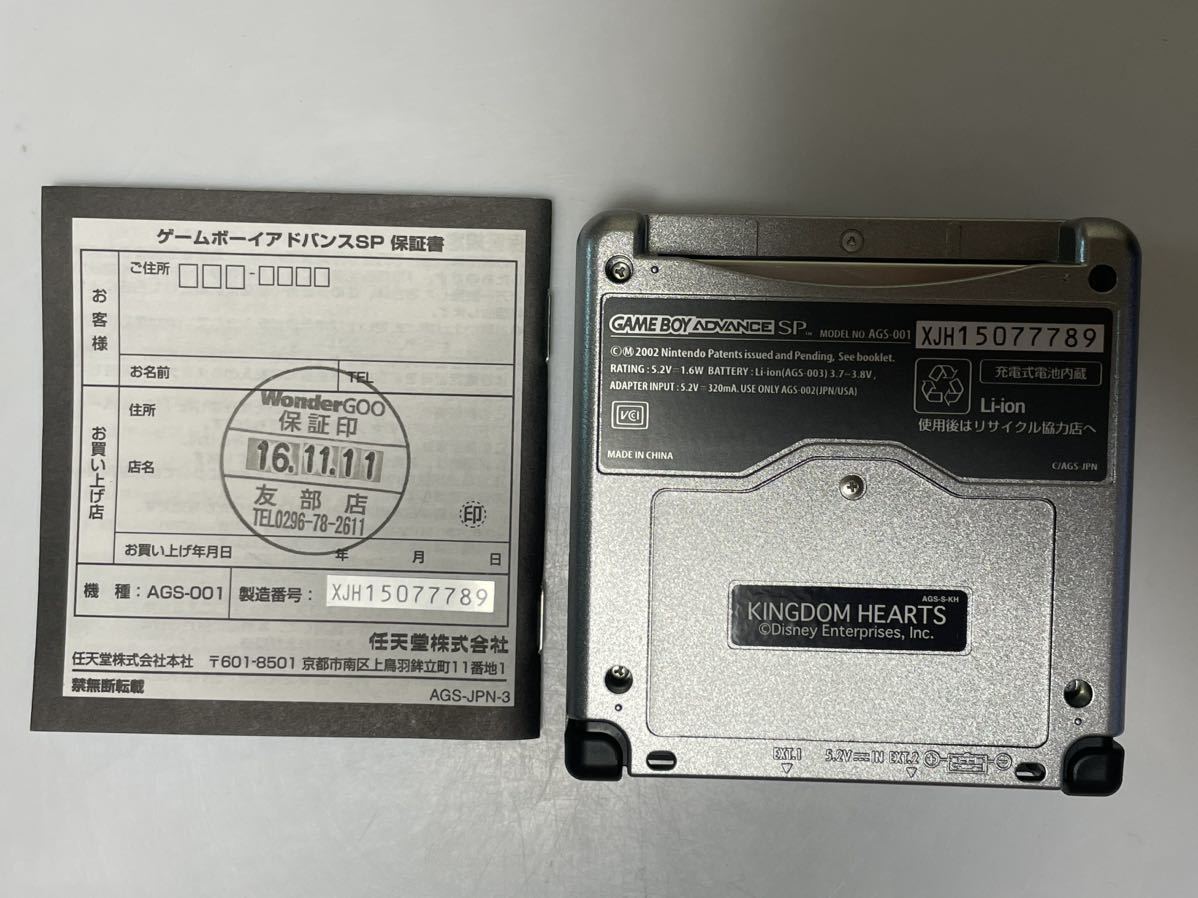 ゲームボーイアドバンスSP 保証書
お客様
ご住所 □□□-□□□□
お名前
TEL
お買い上げ店
住所
店名
WonderGOO
保証印
16.11.11
友部店
TEL0296-78-2611
印
お買い上げ年月日 年 月 日
機 種：AGS-001 製造番号： XJH15077789
任天堂株式会社
任天堂株式会社本社 〒601-8501 京都市南区上鳥羽鉾立町11番地1
禁無断転載 AGS-JPN-3
GAME BOY ADVANCE SP™ MODEL NO AGS-001 XJH15077789
©Ⓜ 2002 Nintendo Patents issued and Pending, See booklet.
RATING : 5.2V⎓1.6W BATTERY : Li-ion(AGS-003) 3.7~3.8V,
ADAPTER INPUT : 5.2V⎓320mA. USE ONLY AGS-002(JPN/USA)
VCI
MADE IN CHINA
充電式電池内蔵
Li-ion
使用後はリサイクル協力店へ
C/AGS-JPN
AGS-S-KH
KINGDOM HEARTS
©Disney Enterprises, Inc.
EXT.1 5.2V⎓IN EXT.2